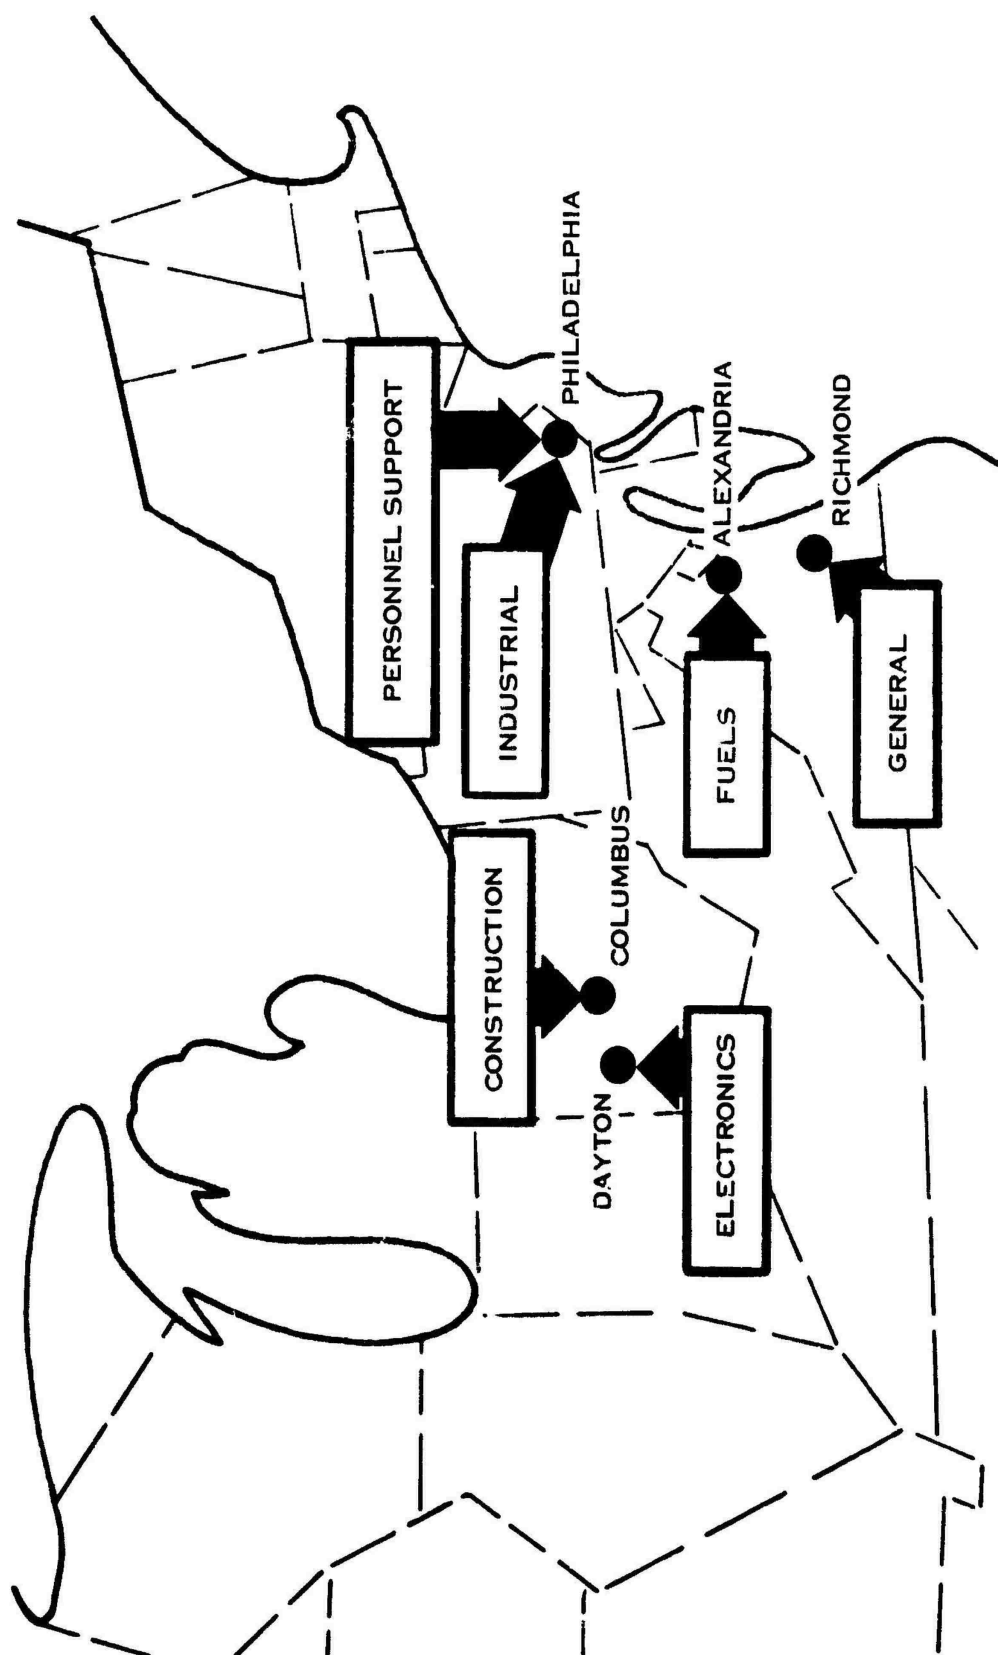 PERSONNEL SUPPORT
PHILADELPHIA
INDUSTRIAL
CONSTRUCTION
COLUMBUS
DAYTON
ELECTRONICS
FUELS
ALEXANDRIA
RICHMOND
GENERAL